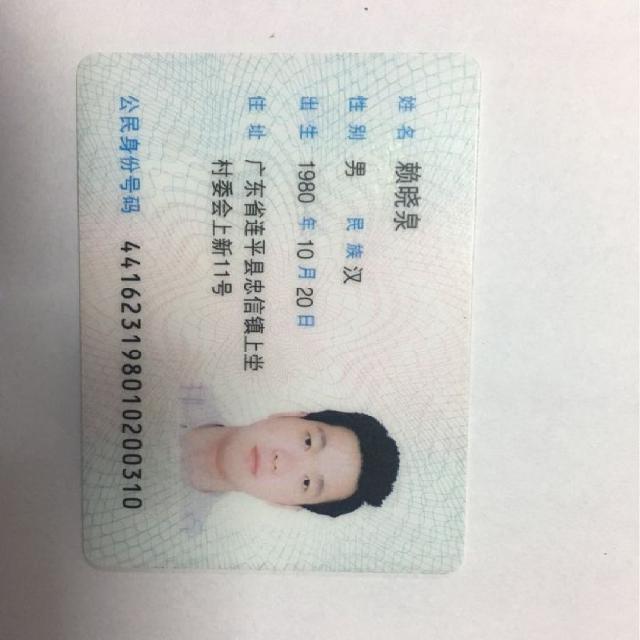 姓名 赖晓泉
性别 男 民族 汉
出生 1980 年 10 月 20 日
住址 广东省连平县忠信镇上坐
村委会上新11号
公民身份号码 441623198010200310